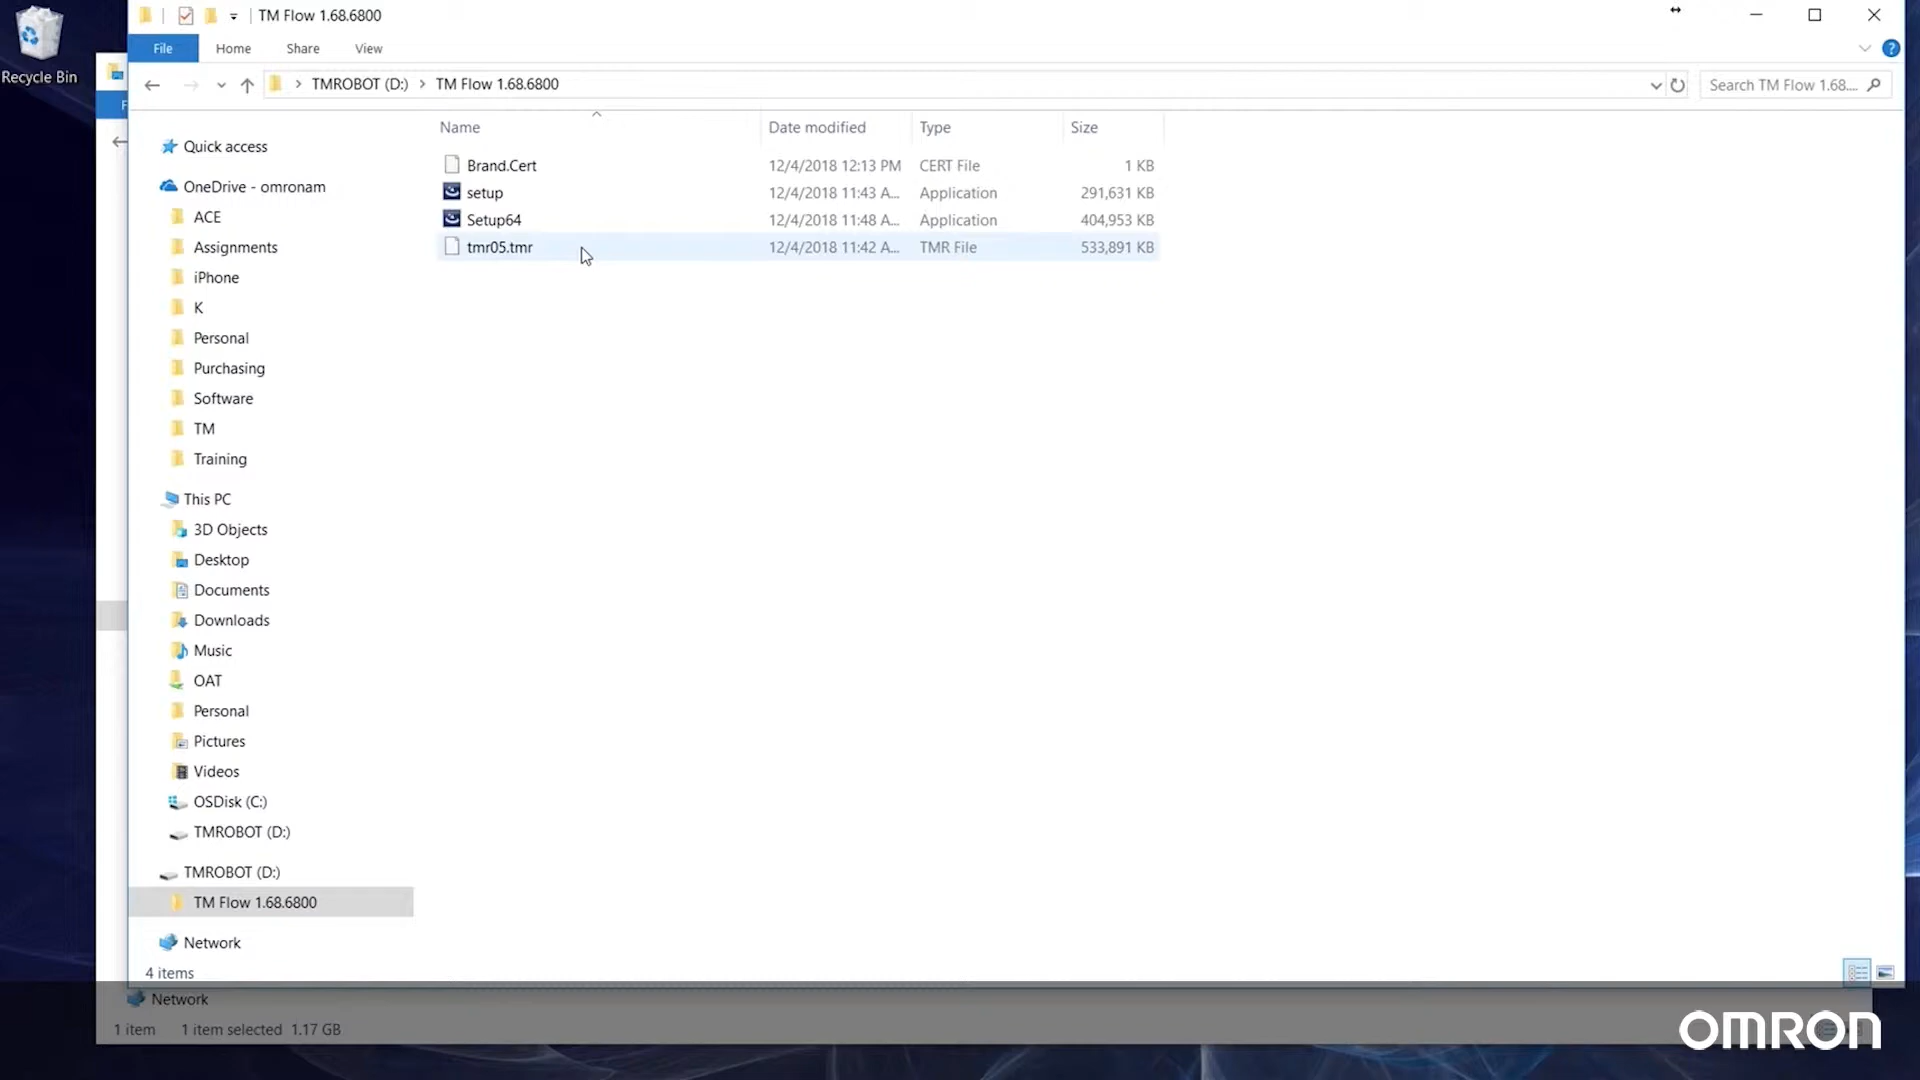 TM Flow 1.68.6800
Recycle Bin
File Home Share View
TMROBOT (D:) > TM Flow 1.68.6800
Search TM Flow 1.68....
Name Date modified Type Size
Brand.Cert 12/4/2018 12:13 PM CERT File 1 KB
setup 12/4/2018 11:43 A... Application 291,631 KB
Setup64 12/4/2018 11:48 A... Application 404,953 KB
tmr05.tmr 12/4/2018 11:42 A... TMR File 533,891 KB
Quick access
OneDrive - omronam
ACE
Assignments
iPhone
K
Personal
Purchasing
Software
TM
Training
This PC
3D Objects
Desktop
Documents
Downloads
Music
OAT
Personal
Pictures
Videos
OSDisk (C:)
TMROBOT (D:)
TMROBOT (D:)
TM Flow 1.68.6800
Network
4 items
Network
1 item 1 item selected 1.17 GB
OMRON